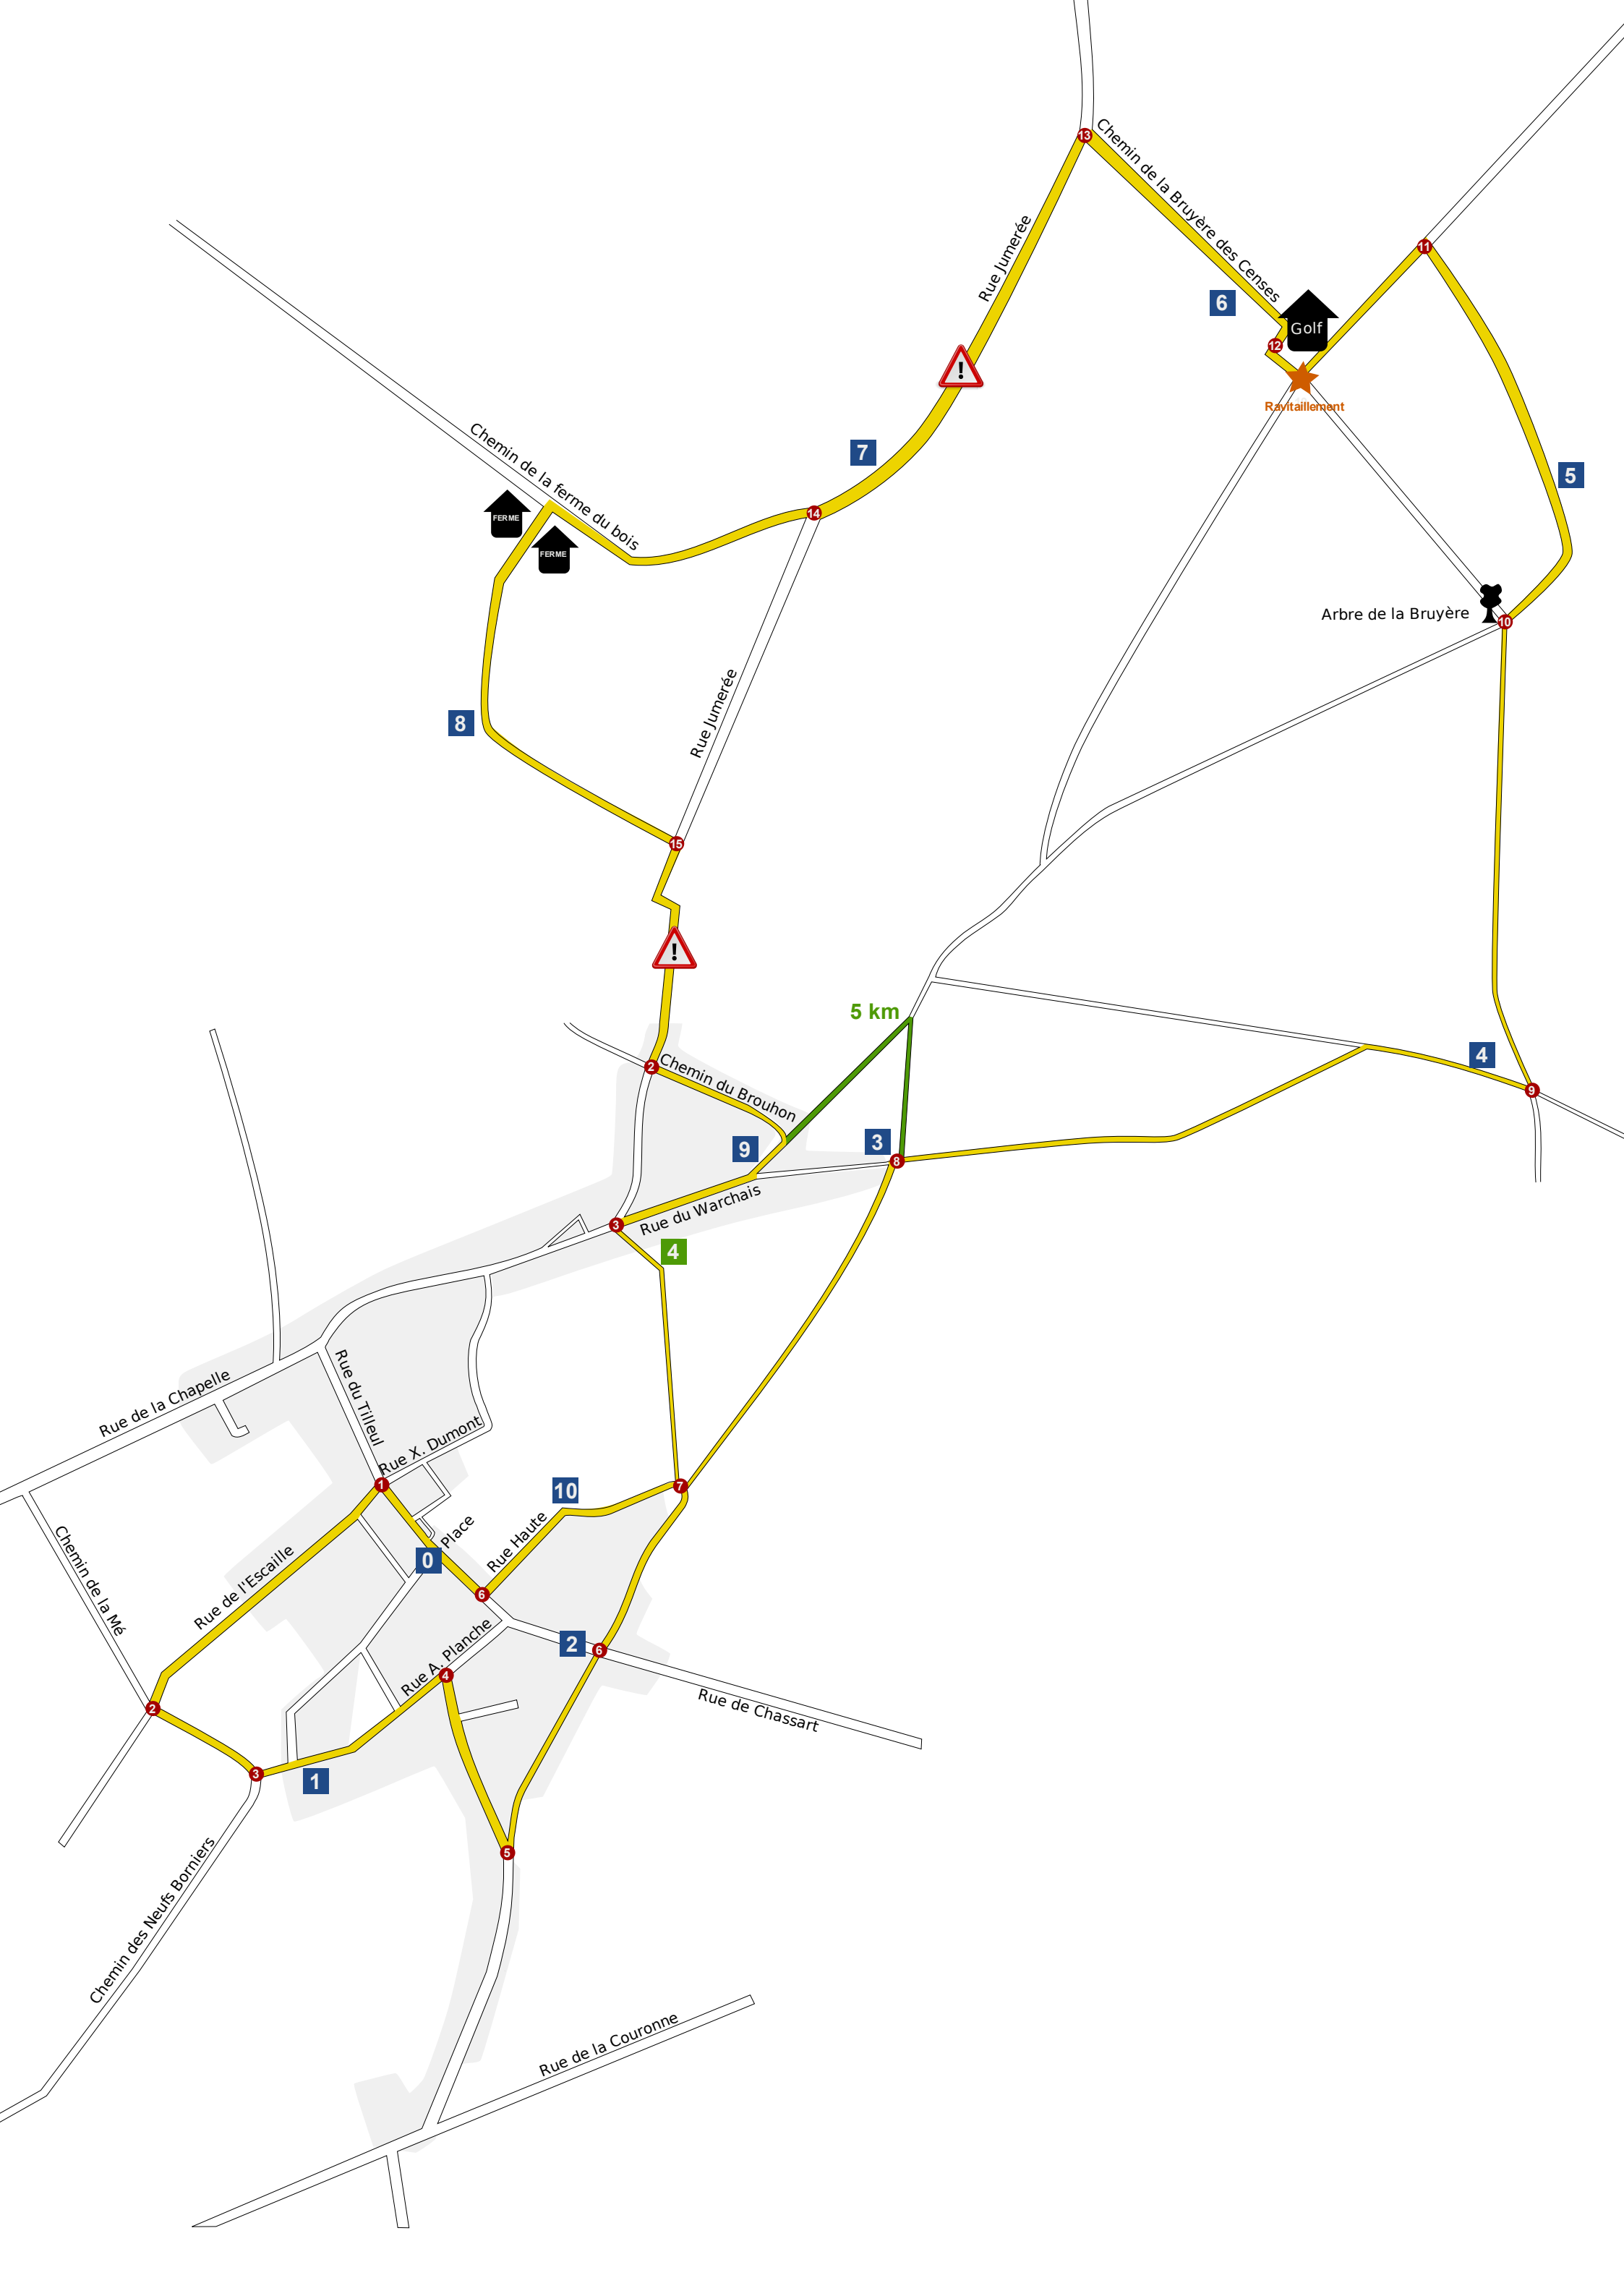 13
Chemin de la Bruyère des Censes
11
Rue Jumerée
6
Golf
12
!
Ravitaillement
7
5
Chemin de la ferme du bois
14
FERME
FERME
Arbre de la Bruyère
10
Rue Jumerée
8
15
!
5 km
4
2
Chemin du Brouhon
9
3
9
8
Rue du Warchais
3
4
Rue du Tilleul
Rue de la Chapelle
Rue X. Dumont
1
10
7
Place
Rue Haute
Chemin de la Mé
0
Rue de l'Escaille
6
2
6
Rue A. Planche
4
Rue de Chassart
2
3
1
5
Chemin des Neufs Borniers
Rue de la Couronne